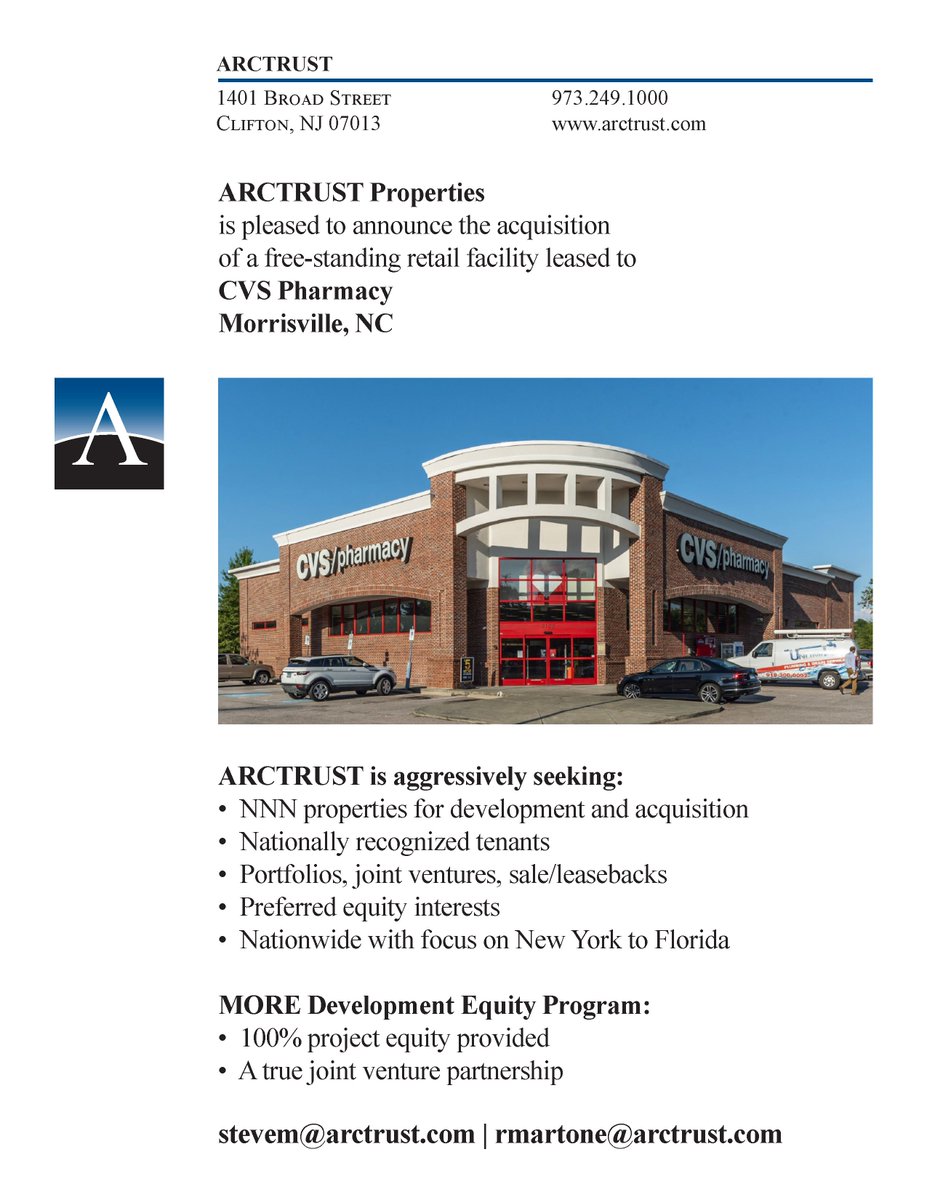 ARCTRUST
1401 BROAD STREET
CLIFTON, NJ 07013
973.249.1000
www.arctrust.com
ARCTRUST Properties
is pleased to announce the acquisition
of a free-standing retail facility leased to
CVS Pharmacy
Morrisville, NC
A
CVS/pharmacy
CVS/pharmacy
PLUMBING & DRAIN
ARCTRUST is aggressively seeking:
• NNN properties for development and acquisition
• Nationally recognized tenants
• Portfolios, joint ventures, sale/leasebacks
• Preferred equity interests
• Nationwide with focus on New York to Florida
MORE Development Equity Program:
• 100% project equity provided
• A true joint venture partnership
stevem@arctrust.com | rmartone@arctrust.com